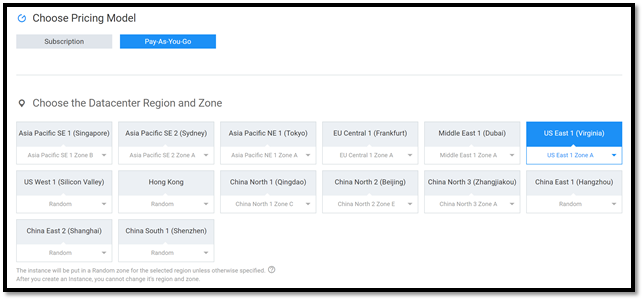 Choose Pricing Model
Subscription
Pay-As-You-Go
Choose the Datacenter Region and Zone
Asia Pacific SE 1 (Singapore)
Asia Pacific SE 2 (Sydney)
Asia Pacific NE 1 (Tokyo)
EU Central 1 (Frankfurt)
Middle East 1 (Dubai)
US East 1 (Virginia)
Asia Pacific SE 1 Zone B
Asia Pacific SE 2 Zone A
Asia Pacific NE 1 Zone A
EU Central 1 Zone A
Middle East 1 Zone A
US East 1 Zone A
US West 1 (Silicon Valley)
Hong Kong
China North 1 (Qingdao)
China North 2 (Beijing)
China North 3 (Zhangjiakou)
China East 1 (Hangzhou)
Random
Random
China North 1 Zone C
China North 2 Zone E
China North 3 Zone A
Random
China East 2 (Shanghai)
China South 1 (Shenzhen)
Random
Random
The instance will be put in a Random zone for the selected region unless otherwise specified.
After you create an Instance, you cannot change it's region and zone.